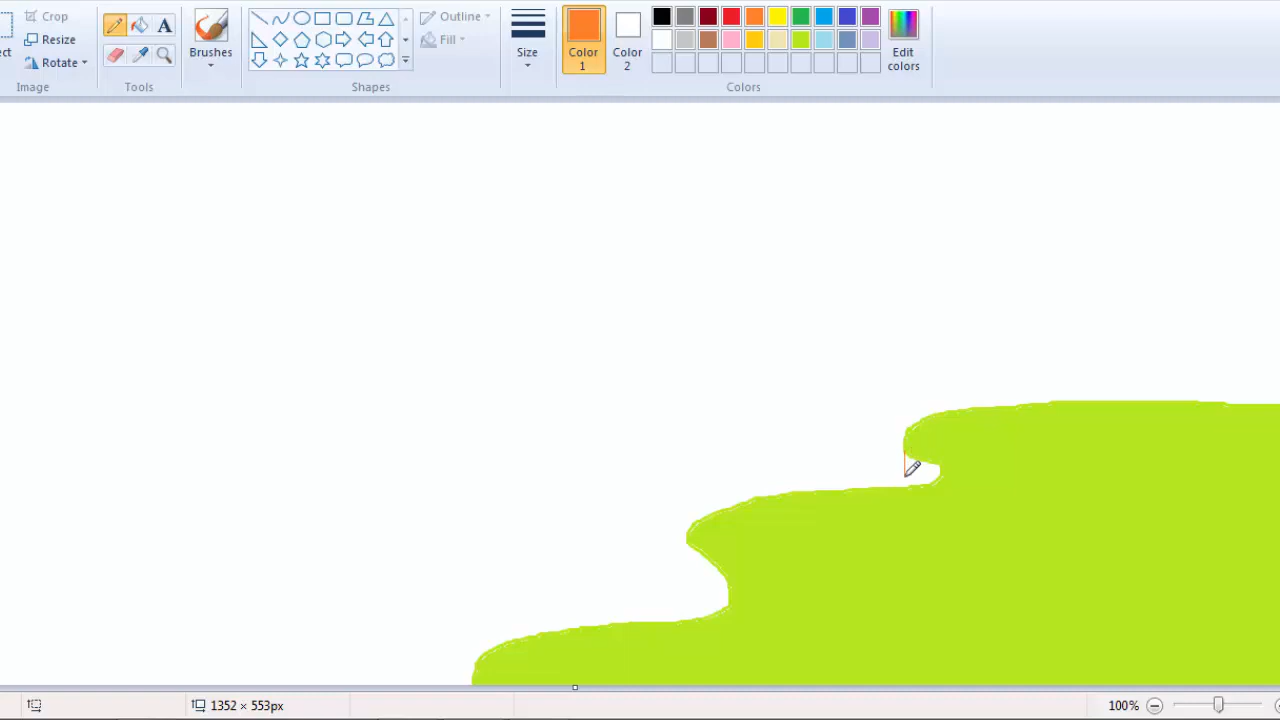 Crop
Resize
Rotate
ect
Image
A
Tools
Brushes
Outline
Fill
Shapes
Size
Color 1
Color 2
Edit colors
Colors
1352 × 553px
100%